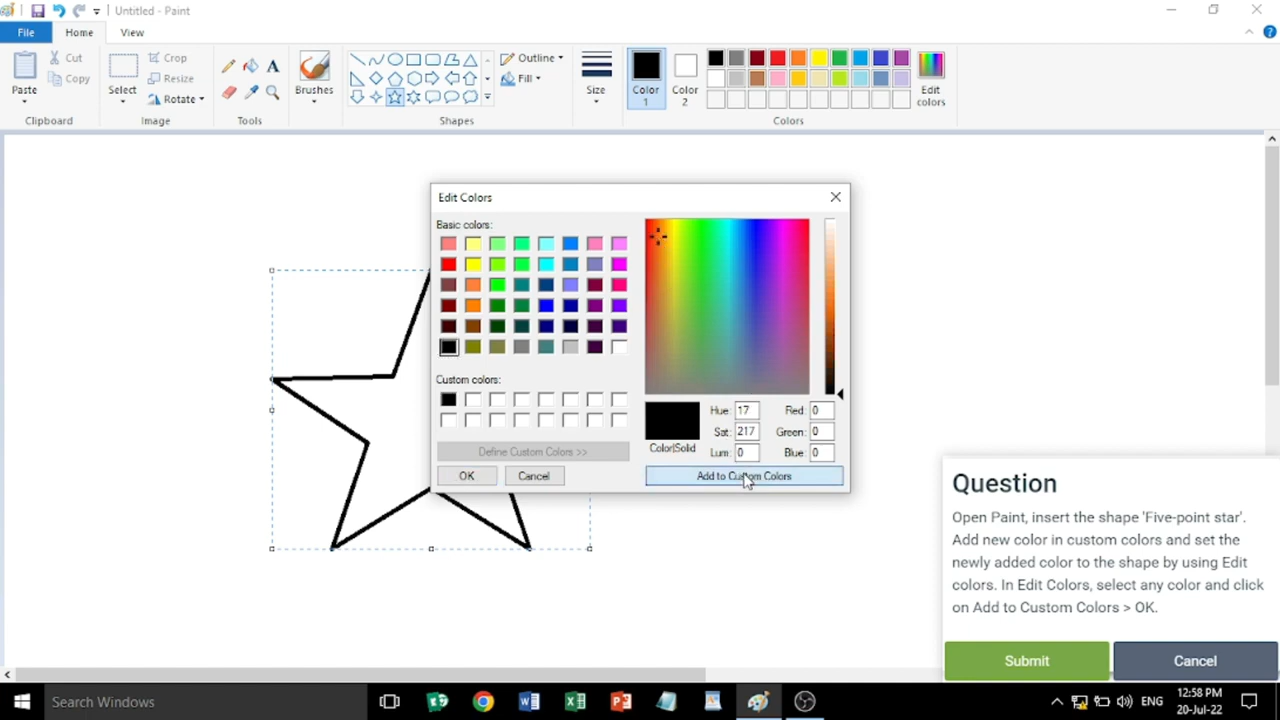 Untitled - Paint
File
Home
View
Paste
Cut
Copy
Select
Crop
Resize
Rotate
A
Brushes
Outline
Fill
Size
Color
1
Color
2
Edit
colors
Clipboard
Image
Tools
Shapes
Colors
Edit Colors
Basic colors:
Custom colors:
Define Custom Colors >>
OK
Cancel
Color|Solid
Hue: 17
Sat: 217
Lum: 0
Red: 0
Green: 0
Blue: 0
Add to Custom Colors
Question
Open Paint, insert the shape 'Five-point star'.
Add new color in custom colors and set the
newly added color to the shape by using Edit
colors. In Edit Colors, select any color and click
on Add to Custom Colors > OK.
Submit
Cancel
Search Windows
ENG
12:58 PM
20-Jul-22